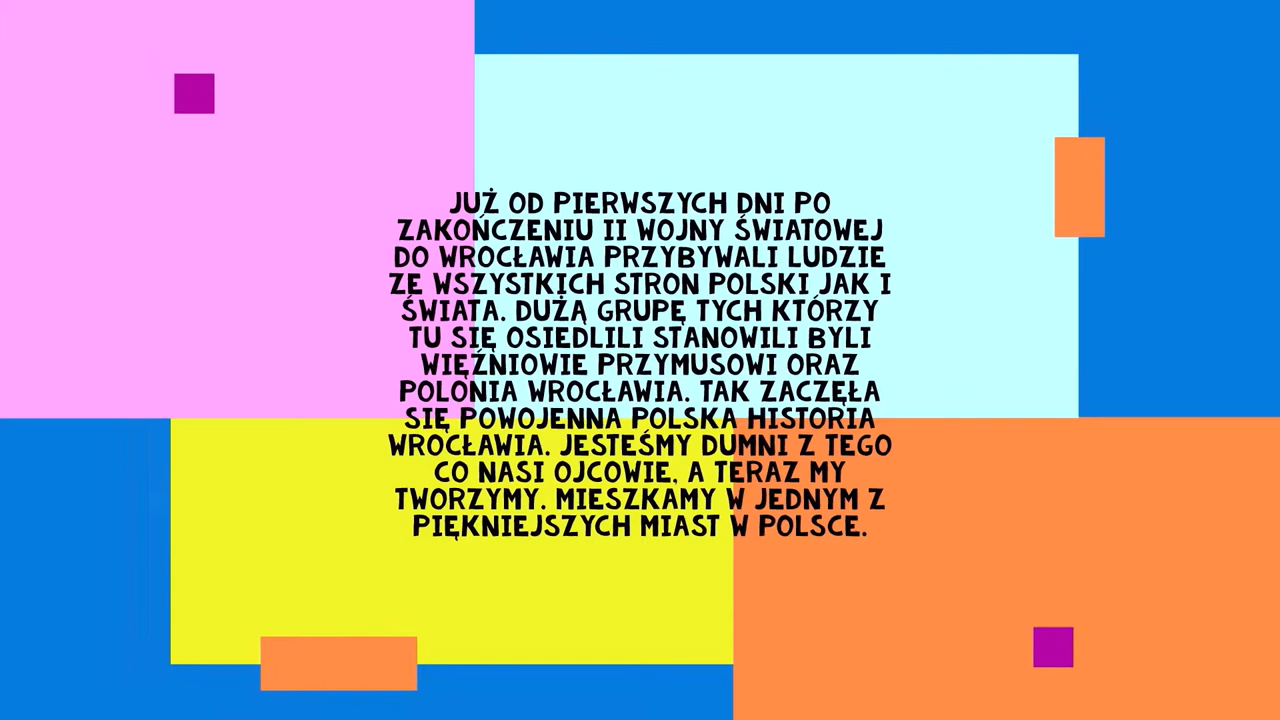 JUŻ OD PIERWSZYCH DNI PO
ZAKOŃCZENIU II WOJNY ŚWIATOWEJ
DO WROCŁAWIA PRZYBYWALI LUDZIE
ZE WSZYSTKICH STRON POLSKI JAK I
ŚWIATA. DUŻĄ GRUPĘ TYCH KTÓRZY
TU SIĘ OSIEDLILI STANOWILI BYLI
WIĘŹNIOWIE PRZYMUSOWI ORAZ
POLONIA WROCŁAWIA. TAK ZACZĘŁA
SIĘ POWOJENNA POLSKA HISTORIA
WROCŁAWIA. JESTEŚMY DUMNI Z TEGO
CO NASI OJCOWIE, A TERAZ MY
TWORZYMY. MIESZKAMY W JEDNYM Z
PIĘKNIEJSZYCH MIAST W POLSCE.